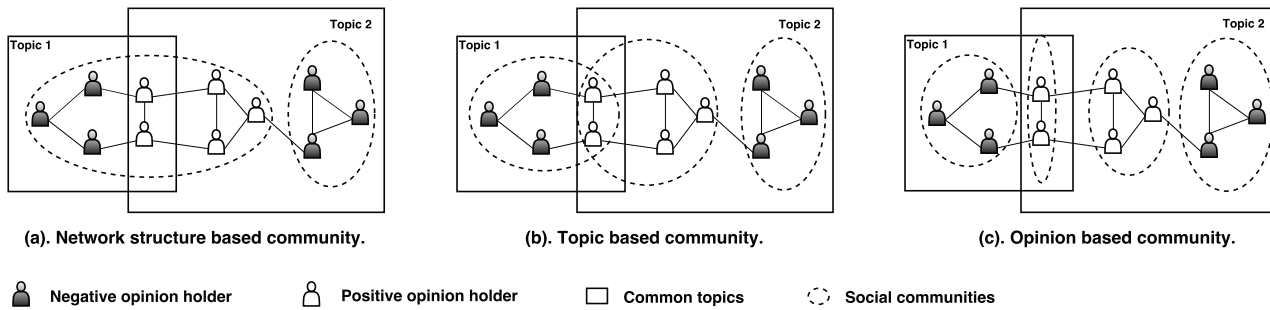 Topic 2
Topic 1
Topic 2
Topic 1
Topic 2
Topic 1
(a). Network structure based community.
(b). Topic based community.
(c). Opinion based community.
Negative opinion holder
Positive opinion holder
Common topics
Social communities